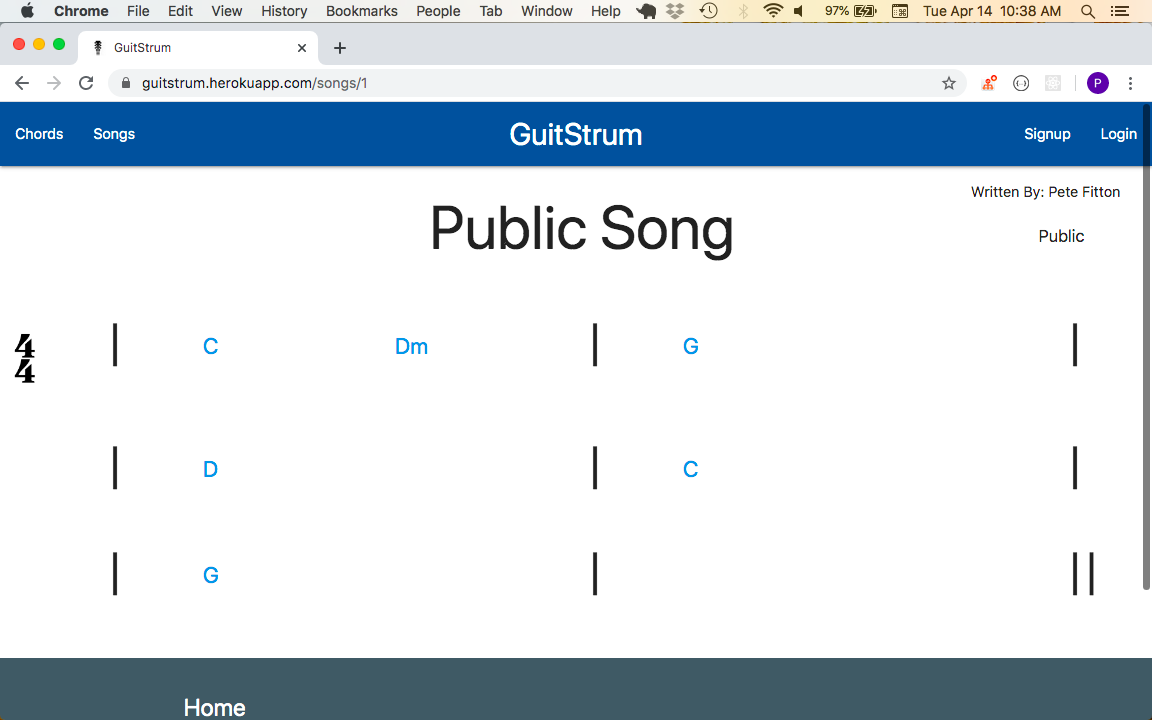 Chrome File Edit View History Bookmarks People Tab Window Help 97% Tue Apr 14 10:38 AM
GuitStrum
guitstrum.herokuapp.com/songs/1 P
Chords Songs GuitStrum Signup Login
Written By: Pete Fitton
Public Song
Public
4
4
C Dm G
D C
G
Home